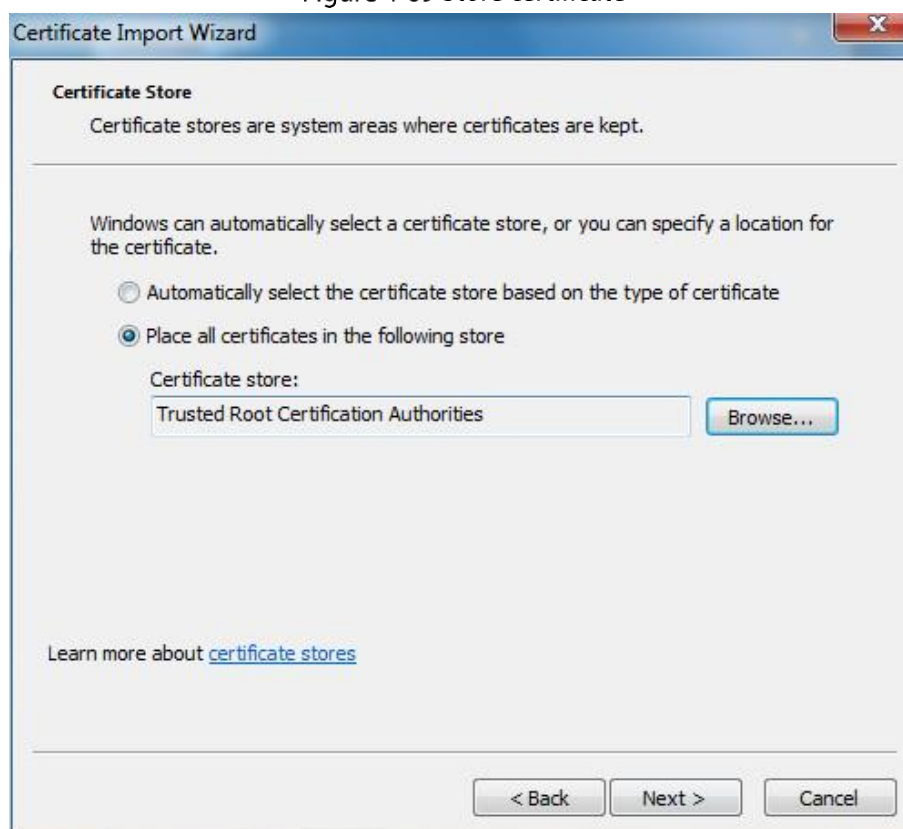 Certificate Import Wizard
Certificate Store
Certificate stores are system areas where certificates are kept.
Windows can automatically select a certificate store, or you can specify a location for
the certificate.
Automatically select the certificate store based on the type of certificate
Place all certificates in the following store
Certificate store:
Trusted Root Certification Authorities
Browse...
Learn more about certificate stores
< Back
Next >
Cancel